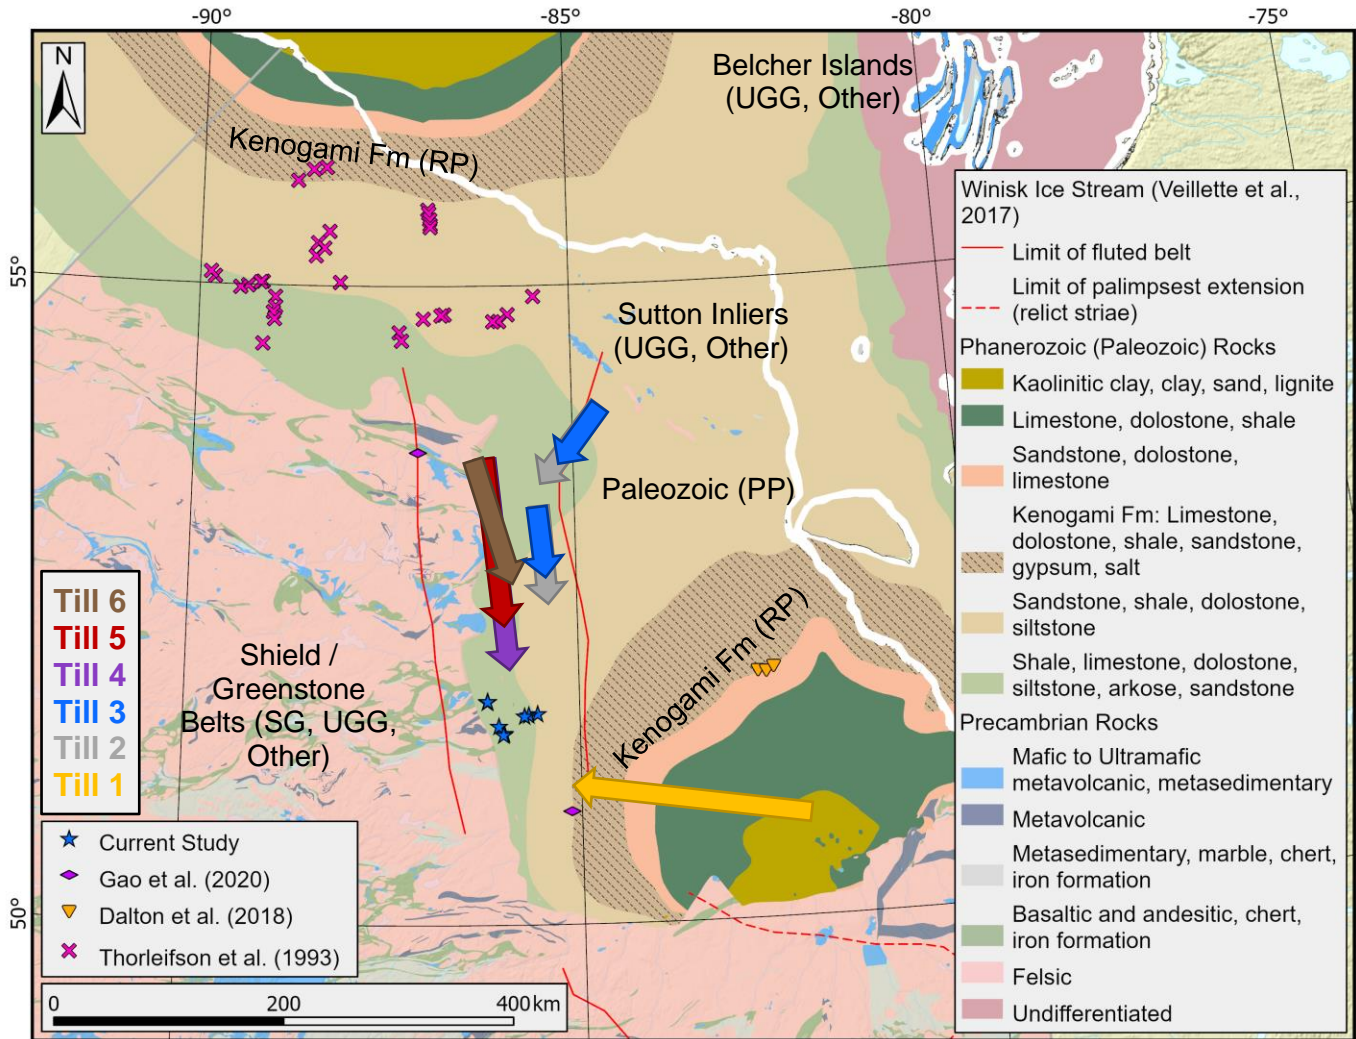 -90°
-85°
-80°
-75°
N
Belcher Islands
(UGG, Other)
Kenogami Fm (RP)
55°
Sutton Inliers
(UGG, Other)
Paleozoic (PP)
Shield /
Greenstone
Belts (SG, UGG,
Other)
Kenogami Fm (RP)
50°
Till 6
Till 5
Till 4
Till 3
Till 2
Till 1
Current Study
Gao et al. (2020)
Dalton et al. (2018)
Thorleifson et al. (1993)
0
200
400 km
Winisk Ice Stream (Veillette et al.,
2017)
Limit of fluted belt
Limit of palimpsest extension
(relict striae)
Phanerozoic (Paleozoic) Rocks
Kaolinitic clay, clay, sand, lignite
Limestone, dolostone, shale
Sandstone, dolostone,
limestone
Kenogami Fm: Limestone,
dolostone, shale, sandstone,
gypsum, salt
Sandstone, shale, dolostone,
siltstone
Shale, limestone, dolostone,
siltstone, arkose, sandstone
Precambrian Rocks
Mafic to Ultramafic
metavolcanic, metasedimentary
Metavolcanic
Metasedimentary, marble, chert,
iron formation
Basaltic and andesitic, chert,
iron formation
Felsic
Undifferentiated